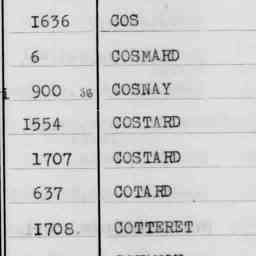 1636 COS
6 COSMARD
900 36 COSNAY
1554 COSTARD
1707 COSTARD
637 COTARD
1708. COTTERET